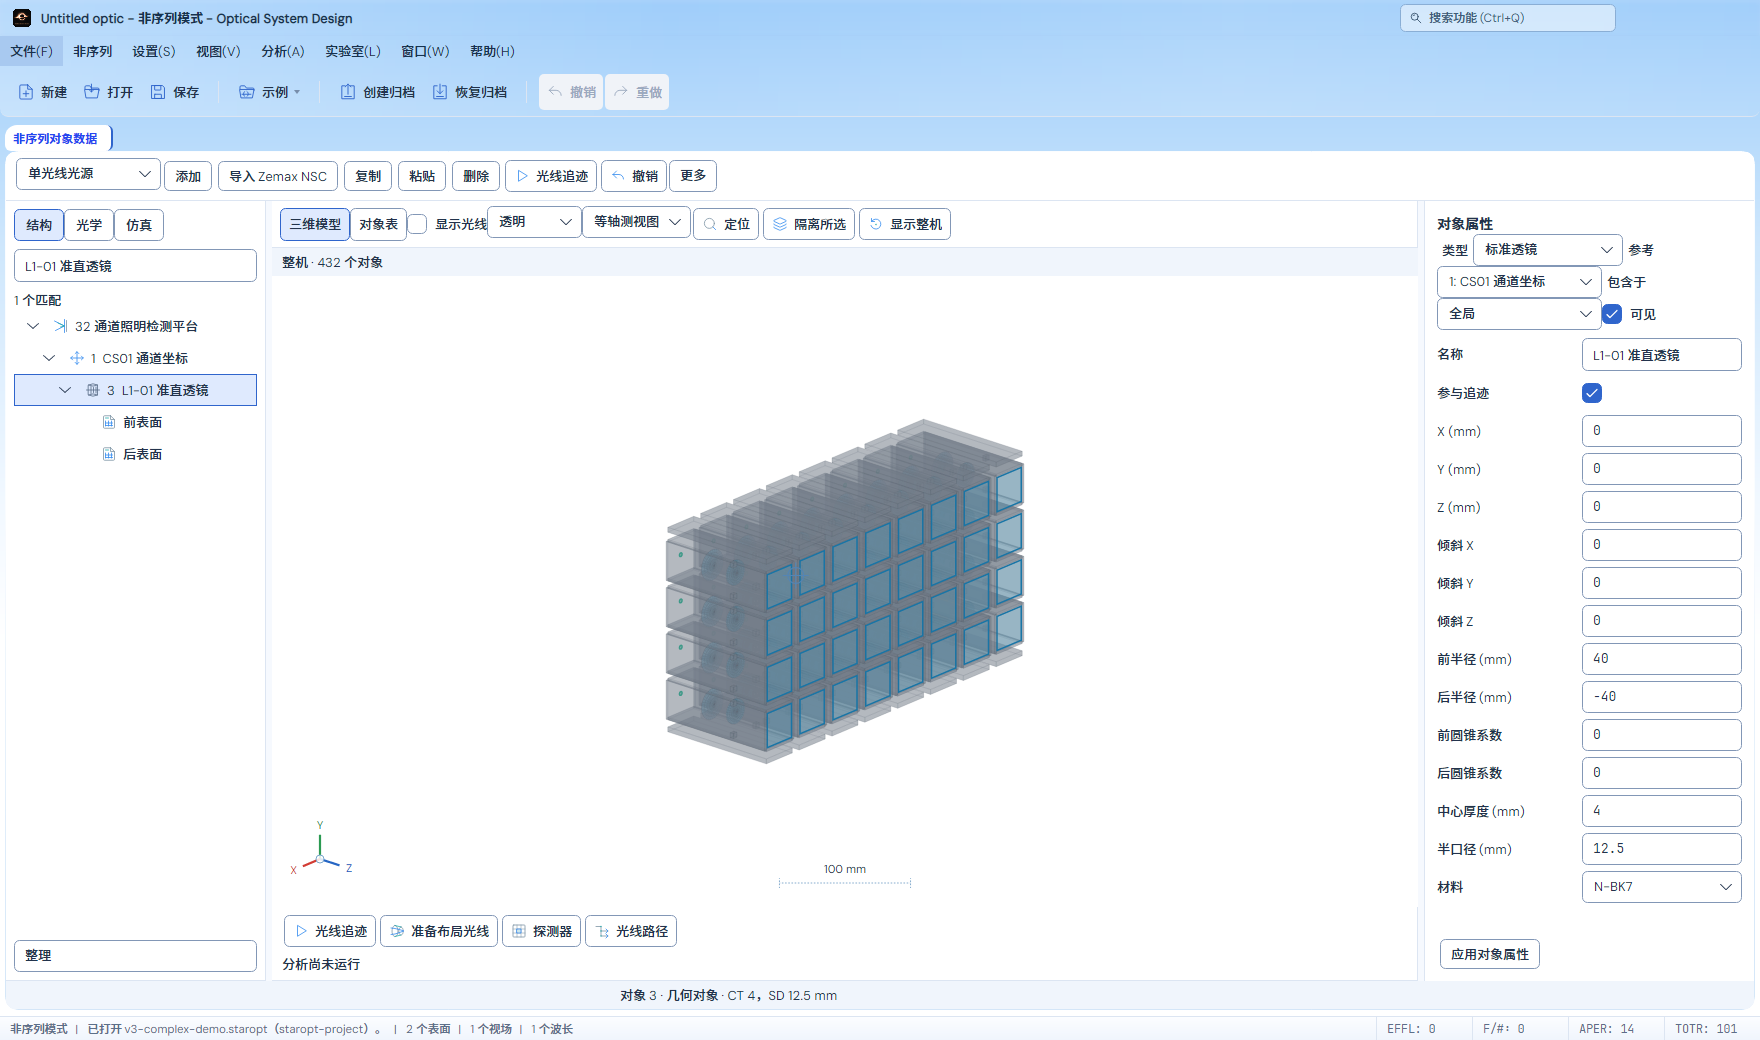 Untitled optic - 非序列模式 - Optical System Design
搜索功能 (Ctrl+Q)
文件(F) 非序列 设置(S) 视图(V) 分析(A) 实验室(L) 窗口(W) 帮助(H)
新建 打开 保存 示例 创建归档 恢复归档 撤销 重做
非序列对象数据
单光线光源 添加 导入 Zemax NSC 复制 粘贴 删除 光线追迹 撤销 更多
结构 光学 仿真
L1-01 准直透镜
1 个匹配
32 通道照明检测平台
1 CS01 通道坐标
3 L1-01 准直透镜
前表面
后表面
整理
三维模型 对象表 显示光线 透明 等轴测视图 定位 隔离所选 显示整机
整机 · 432 个对象
Y
X
Z
100 mm
光线追迹 准备布局光线 探测器 光线路径
分析尚未运行
对象属性
类型 标准透镜 参考
1: CS01 通道坐标 包含于
全局 可见
名称 L1-01 准直透镜
参与追迹
X (mm) 0
Y (mm) 0
Z (mm) 0
倾斜 X 0
倾斜 Y 0
倾斜 Z 0
前半径 (mm) 40
后半径 (mm) -40
前圆锥系数 0
后圆锥系数 0
中心厚度 (mm) 4
半口径 (mm) 12.5
材料 N-BK7
应用对象属性
对象 3 · 几何对象 · CT 4，SD 12.5 mm
非序列模式 | 已打开 v3-complex-demo.staropt（staropt-project）。 | 2 个表面 | 1 个视场 | 1 个波长
EFFL: 0 F/#: 0 APER: 14 TOTR: 101